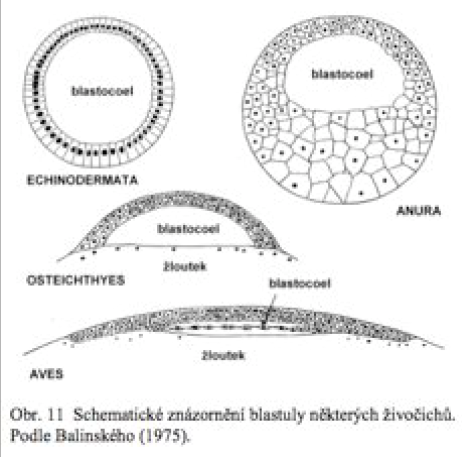 blastocoel
blastocoel
ECHINODERMATA
ANURA
blastocoel
OSTEICHTHYES
žloutek
blastocoel
žloutek
AVES
Obr. 11 Schematické znázornění blastuly některých živočichů.
Podle Balinského (1975).